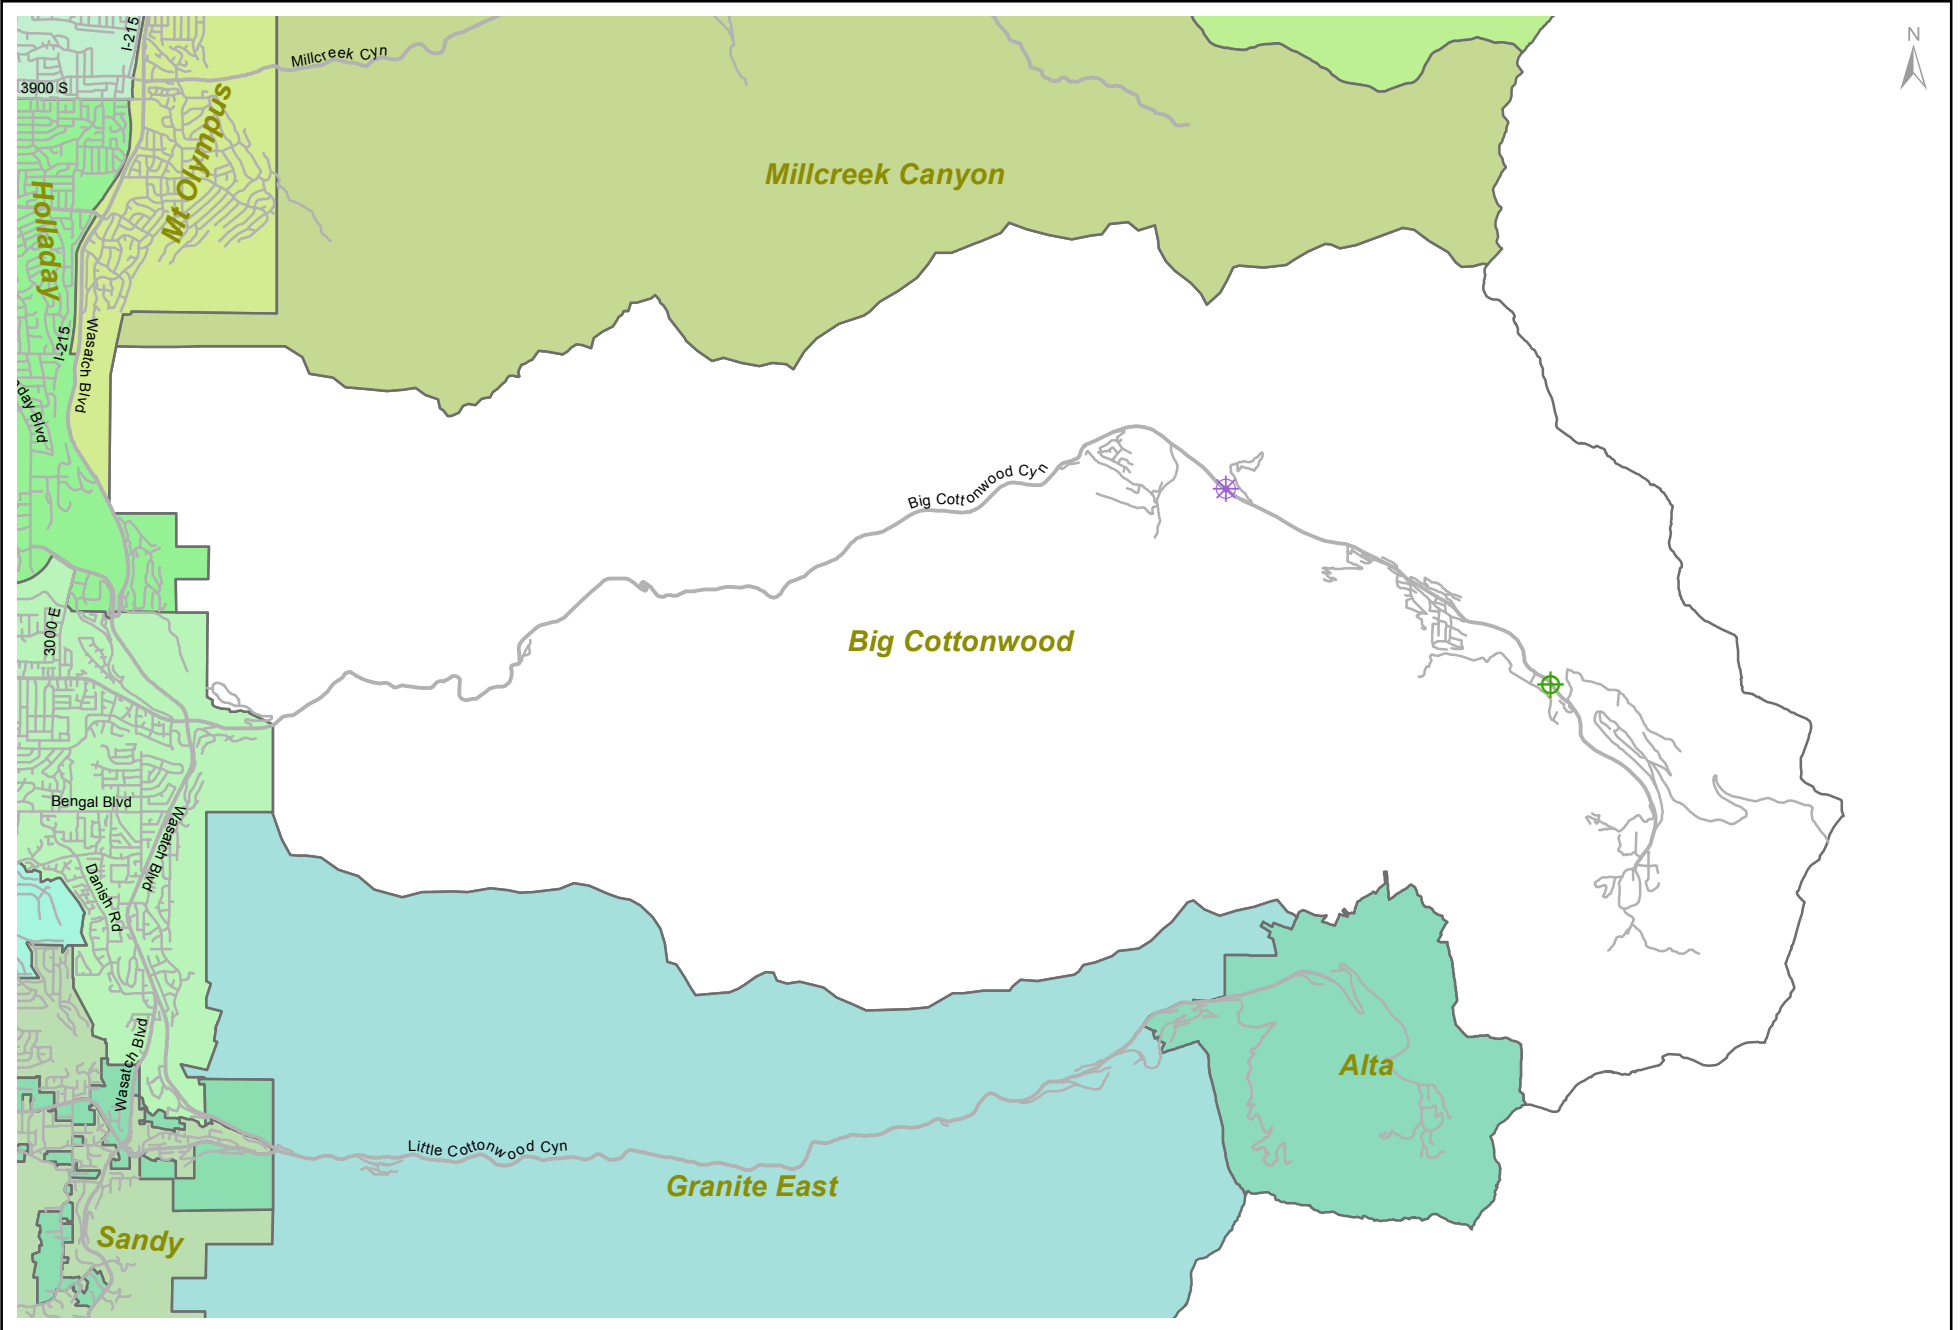 I-215
N
Millcreek Cyn
3900 S
Mt Olympus
Millcreek Canyon
Holladay
I-215
Wasatch Blvd
day Blvd
Big Cottonwood Cyn
3000 E
Big Cottonwood
Bengal Blvd
Wasatch Blvd
Danish Rd
Wasatch Blvd
Alta
Little Cottonwood Cyn
Granite East
Sandy